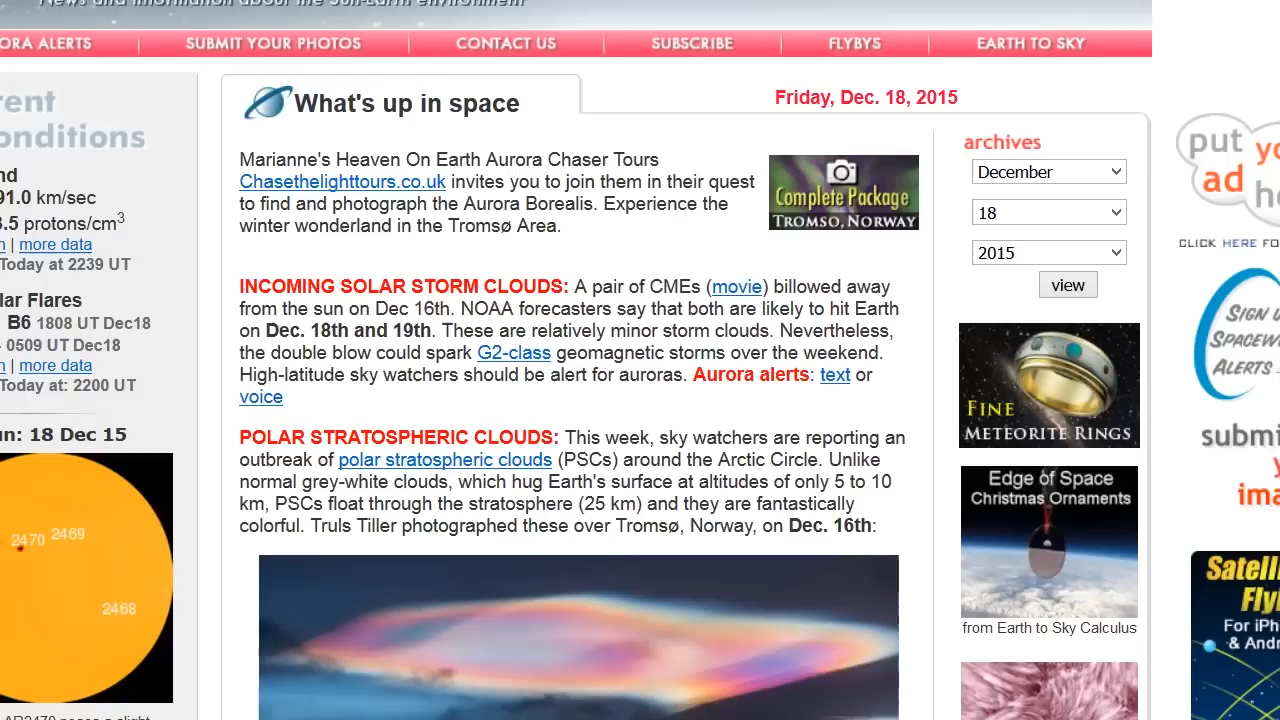 News and information about the Sun-Earth environment
ORA ALERTS
SUBMIT YOUR PHOTOS
CONTACT US
SUBSCRIBE
FLYBYS
EARTH TO SKY
rent
onditions
nd
91.0 km/sec
3.5 protons/cm3
n | more data
Today at 2239 UT
lar Flares
B6 1808 UT Dec18
0509 UT Dec18
n | more data
Today at: 2200 UT
un: 18 Dec 15
2470 2469
2468
What's up in space
Friday, Dec. 18, 2015
Marianne's Heaven On Earth Aurora Chaser Tours
Chasethelighttours.co.uk invites you to join them in their quest
to find and photograph the Aurora Borealis. Experience the
winter wonderland in the Tromsø Area.
Complete Package
TROMSO, NORWAY
INCOMING SOLAR STORM CLOUDS: A pair of CMEs (movie) billowed away
from the sun on Dec 16th. NOAA forecasters say that both are likely to hit Earth
on Dec. 18th and 19th. These are relatively minor storm clouds. Nevertheless,
the double blow could spark G2-class geomagnetic storms over the weekend.
High-latitude sky watchers should be alert for auroras. Aurora alerts: text or
voice
POLAR STRATOSPHERIC CLOUDS: This week, sky watchers are reporting an
outbreak of polar stratospheric clouds (PSCs) around the Arctic Circle. Unlike
normal grey-white clouds, which hug Earth's surface at altitudes of only 5 to 10
km, PSCs float through the stratosphere (25 km) and they are fantastically
colorful. Truls Tiller photographed these over Tromsø, Norway, on Dec. 16th:
archives
December
18
2015
view
FINE
METEORITE RINGS
Edge of Space
Christmas Ornaments
from Earth to Sky Calculus
put yo
ad he
CLICK HERE FO
SIGN U
SPACEWE
ALERTS
submi
y
ima
Satelli
Fly
For iPh
& Andr